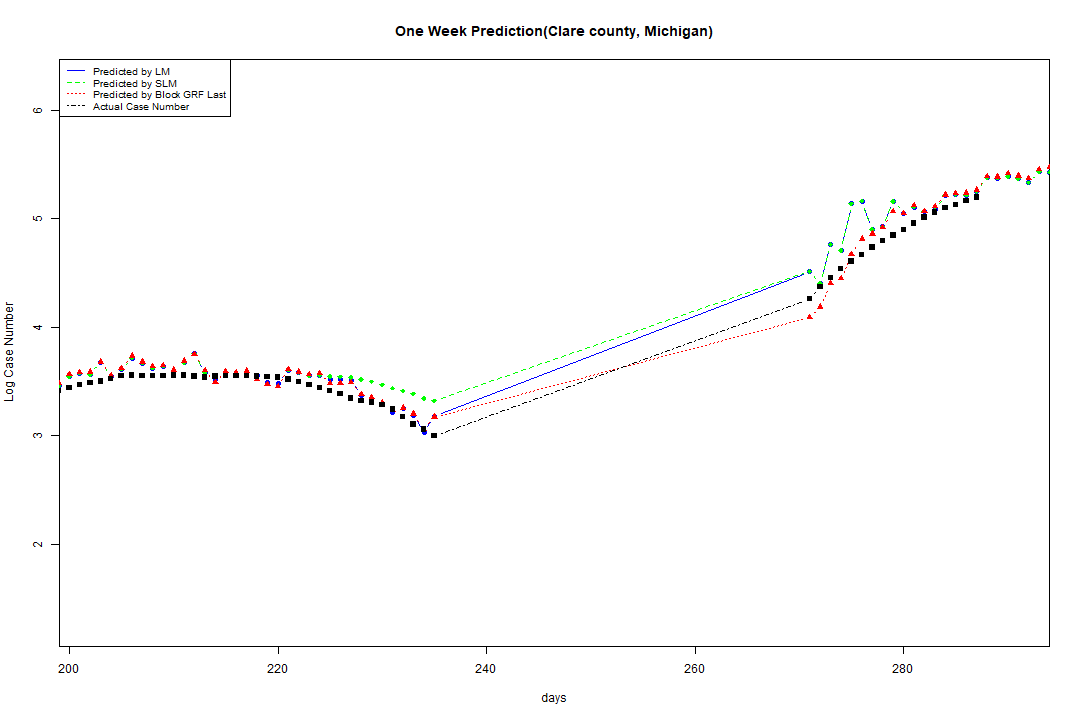 One Week Prediction(Clare county, Michigan)
Predicted by LM
Predicted by SLM
Predicted by Block GRF Last
Actual Case Number
6
5
4
3
2
Log Case Number
200 220 240 260 280
days